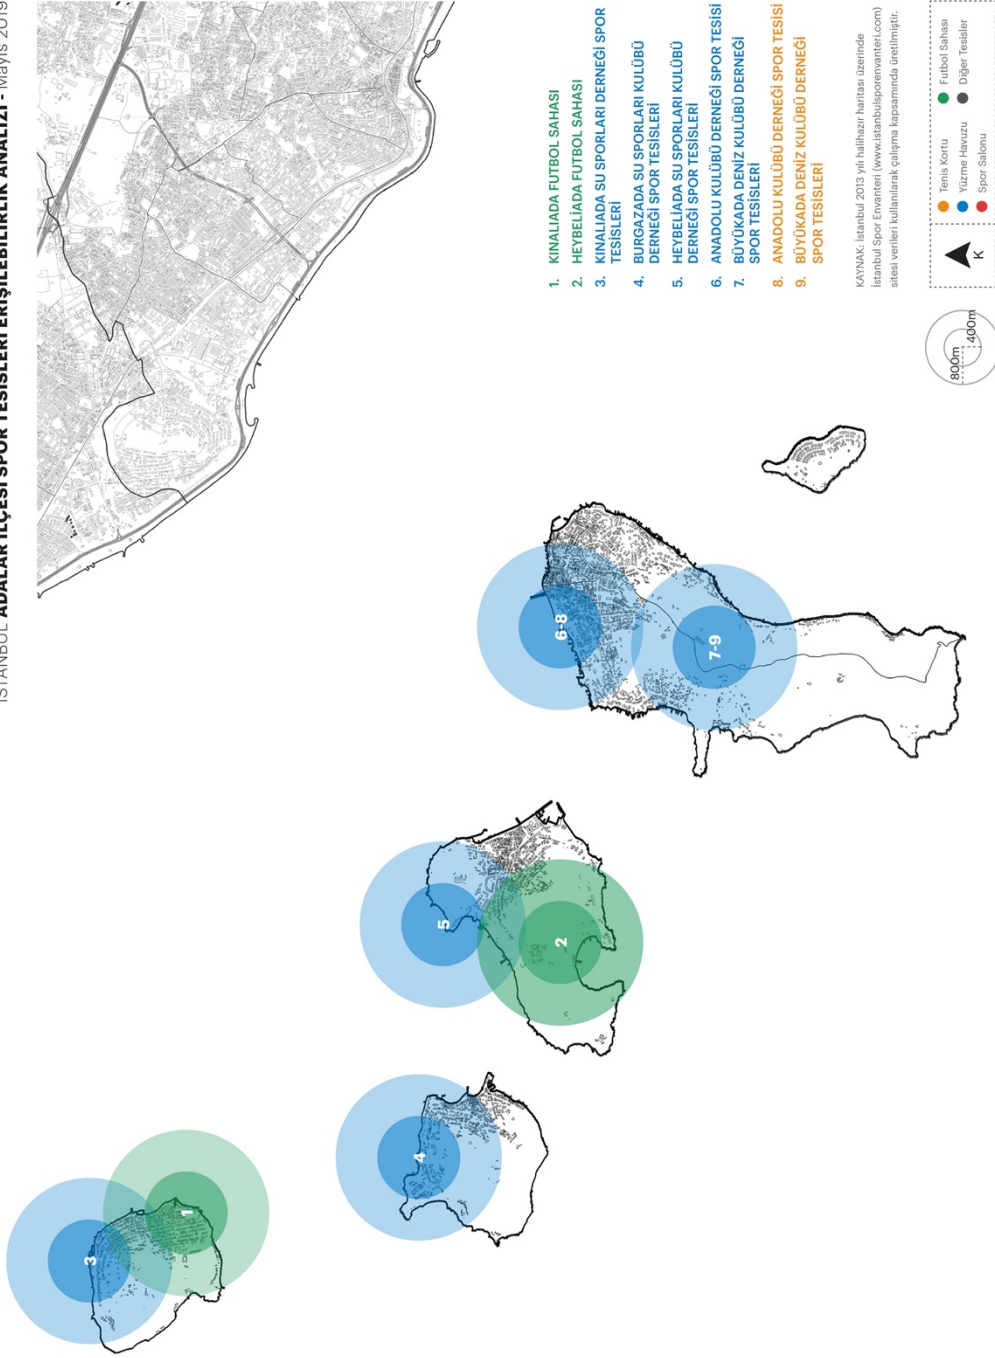 İSTANBUL ADALAR İLÇESİ SPOR TESİSLERİ ERİŞİLEBİLİRLİK ANALİZİ - Mayıs 2019
3
1
4
5
2
6-8
7-9
1. KINALIADA FUTBOL SAHASI
2. HEYBELİADA FUTBOL SAHASI
3. KINALIADA SU SPORLARI DERNEĞİ SPOR
TESİSLERİ
4. BURGAZADA SU SPORLARI KULÜBÜ
DERNEĞİ SPOR TESİSLERİ
5. HEYBELİADA SU SPORLARI KULÜBÜ
DERNEĞİ SPOR TESİSLERİ
6. ANADOLU KULÜBÜ DERNEĞİ SPOR TESİSİ
7. BÜYÜKADA DENİZ KULÜBÜ DERNEĞİ
SPOR TESİSLERİ
8. ANADOLU KULÜBÜ DERNEĞİ SPOR TESİSİ
9. BÜYÜKADA DENİZ KULÜBÜ DERNEĞİ
SPOR TESİSLERİ
KAYNAK: İstanbul 2013 yılı halihazır haritası üzerinde
İstanbul Spor Envanteri (www.istanbulsporenvanteri.com)
sitesi verileri kullanılarak çalışma kapsamında üretilmiştir.
800m
400m
K
Tenis Kortu
Yüzme Havuzu
Spor Salonu
Futbol Sahası
Diğer Tesisler